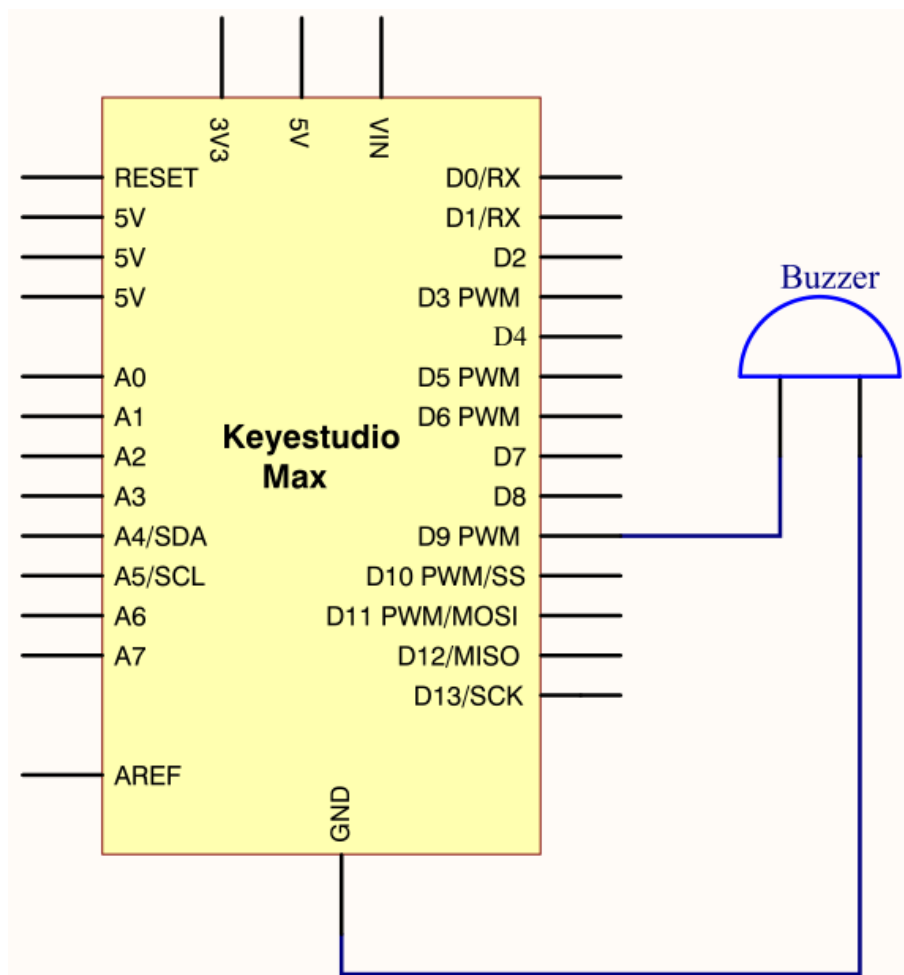 3V3
5V
VIN
RESET
5V
5V
5V
A0
A1
A2
A3
A4/SDA
A5/SCL
A6
A7
AREF
Keyestudio
Max
D0/RX
D1/RX
D2
D3 PWM
D4
D5 PWM
D6 PWM
D7
D8
D9 PWM
D10 PWM/SS
D11 PWM/MOSI
D12/MISO
D13/SCK
GND
Buzzer